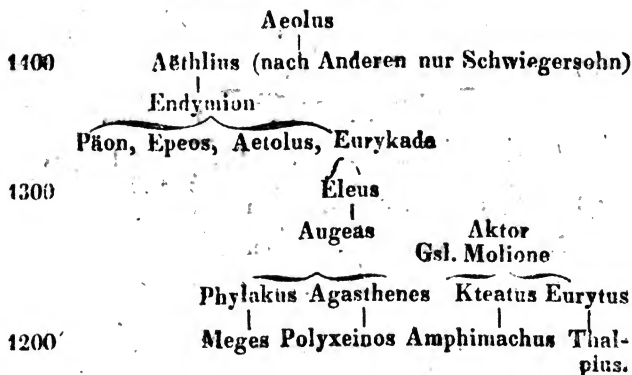 Aeolus
1400 Aëthlius (nach Anderen nur Schwiegersohn)
Endymion
Päon, Epeos, Aetolus, Eurykada
1300 Eleus
Augeas Aktor
Gsl. Molione
Phylakus Agasthenes Kteatus Eurytus
1200 Meges Polyxeinos Amphimachus Thal-
pius.